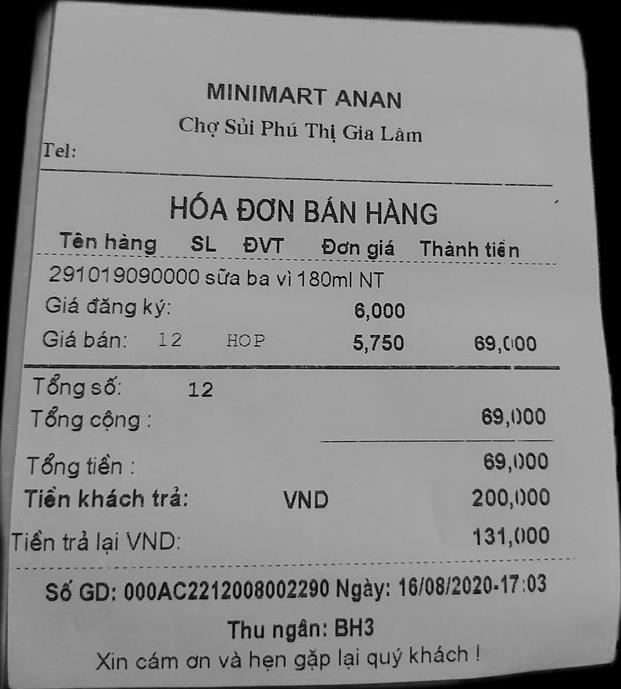 MINIMART ANAN
Chợ Sủi Phú Thị Gia Lâm
Tel:
HÓA ĐƠN BÁN HÀNG
Tên hàng SL ĐVT Đơn giá Thành tiền
291019090000 sữa ba vì 180ml NT
Giá đăng ký: 6,000
Giá bán: 12 HOP 5,750 69,000
Tổng số: 12
Tổng cộng : 69,000
Tổng tiền : 69,000
Tiền khách trả: VND 200,000
Tiền trả lại VND: 131,000
Số GD: 000AC2212008002290 Ngày: 16/08/2020-17:03
Thu ngân: BH3
Xin cám ơn và hẹn gặp lại quý khách !